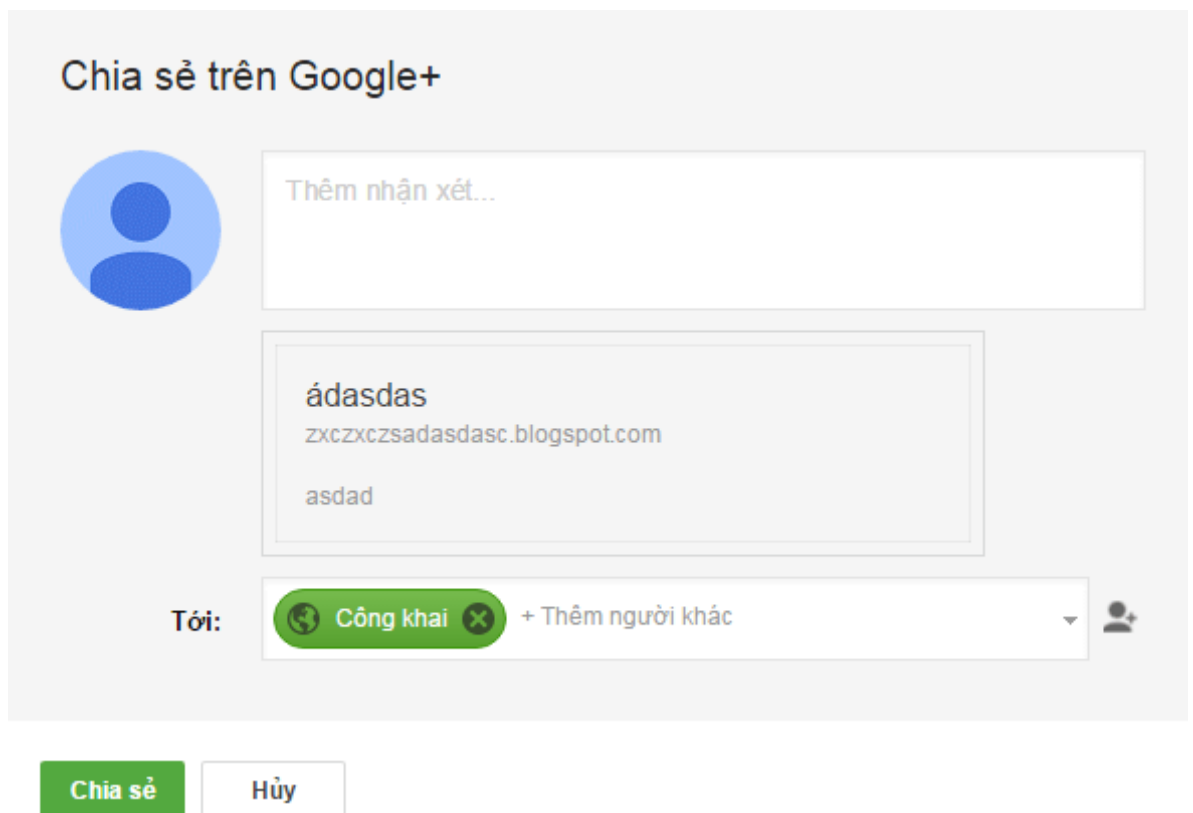 Chia sẻ trên Google+
Thêm nhận xét...
ádasdas
zxczxczsadasdasc.blogspot.com
asdad
Tới: Công khai + Thêm người khác
Chia sẻ Hủy